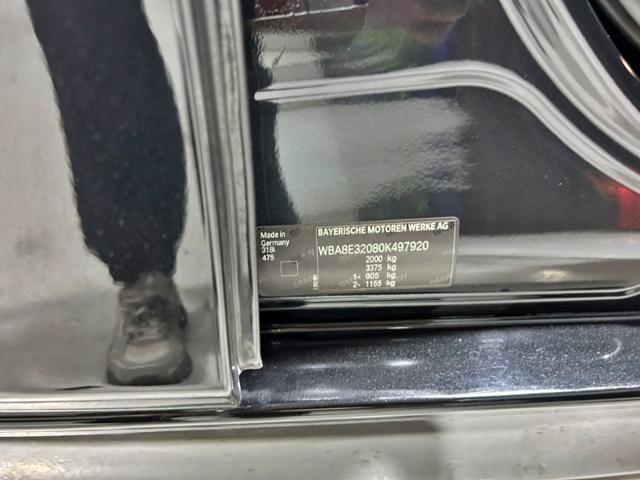 Made in
Germany
318i
475
BAYERISCHE MOTOREN WERKE AG
WBA8E32080K497920
2000 kg
3375 kg
1- 905 kg
2- 1155 kg